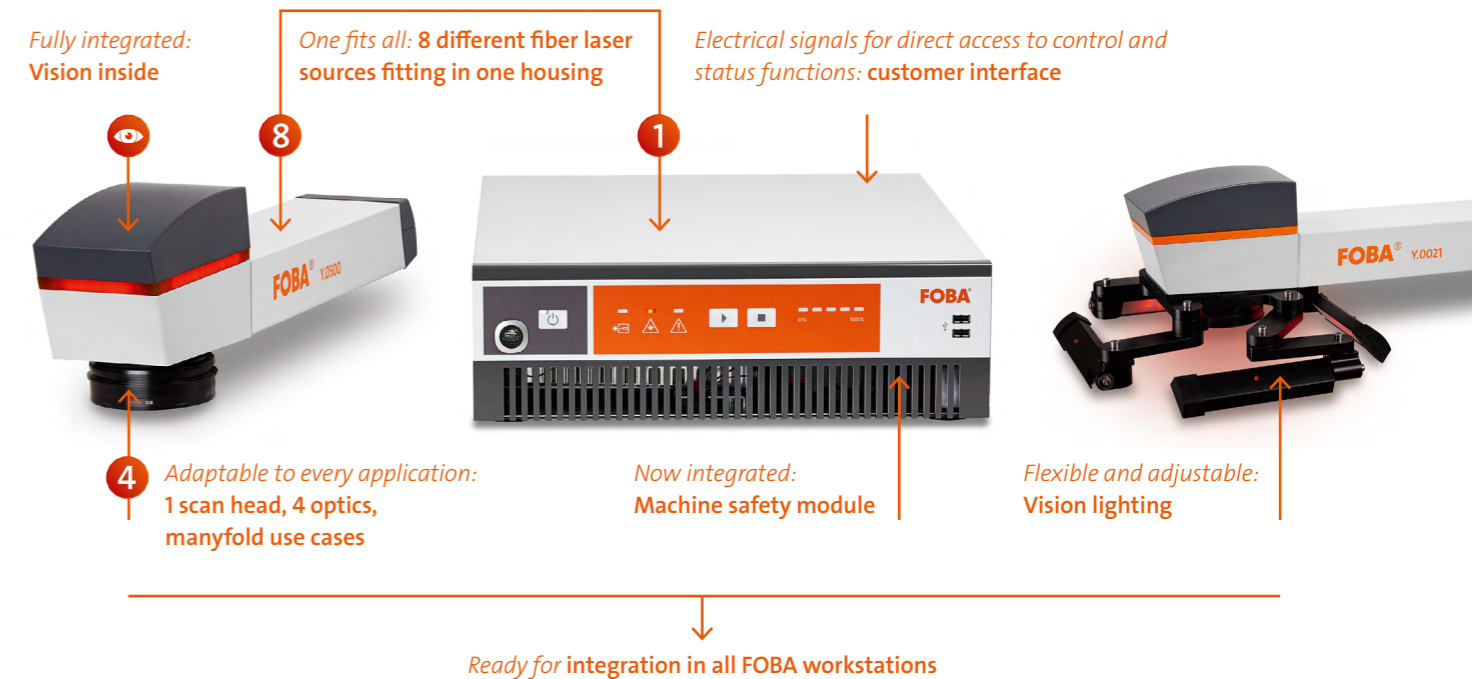 Fully integrated:
Vision inside
One fits all: 8 different fiber laser
sources fitting in one housing
Electrical signals for direct access to control and
status functions: customer interface
8
1
FOBA® Y.0500
FOBA®
0%
100%
FOBA® Y.0021
4
Adaptable to every application:
1 scan head, 4 optics,
manyfold use cases
Now integrated:
Machine safety module
Flexible and adjustable:
Vision lighting
Ready for integration in all FOBA workstations